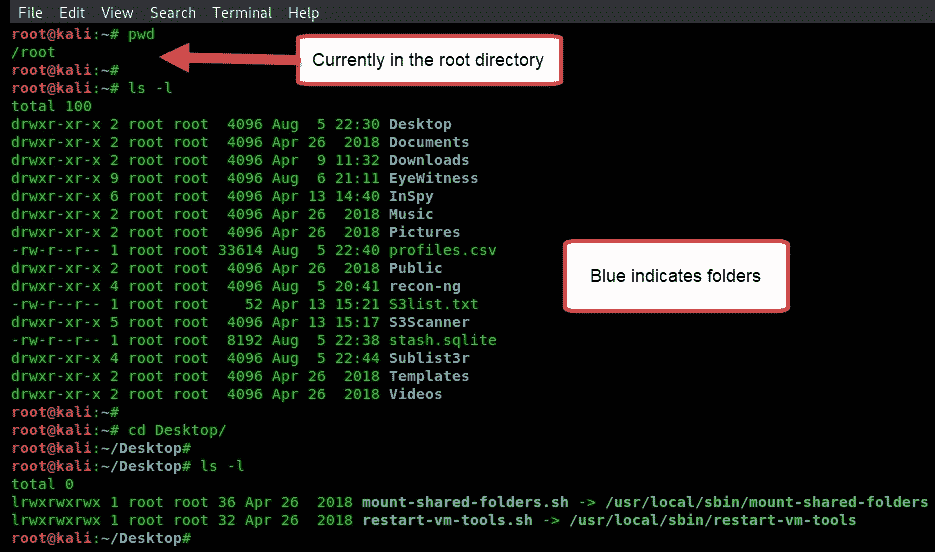 File Edit View Search Terminal Help
root@kali:~# pwd
/root
Currently in the root directory
root@kali:~#
root@kali:~# ls -l
total 100
drwxr-xr-x 2 root root  4096 Aug  5 22:30 Desktop
drwxr-xr-x 2 root root  4096 Apr 26  2018 Documents
drwxr-xr-x 2 root root  4096 Apr  9 11:32 Downloads
drwxr-xr-x 9 root root  4096 Aug  6 21:11 EyeWitness
drwxr-xr-x 6 root root  4096 Apr 13 14:40 InSpy
drwxr-xr-x 2 root root  4096 Apr 26  2018 Music
drwxr-xr-x 2 root root  4096 Apr 26  2018 Pictures
-rw-r--r-- 1 root root 33614 Aug  5 22:40 profiles.csv
drwxr-xr-x 2 root root  4096 Apr 26  2018 Public
Blue indicates folders
drwxr-xr-x 4 root root  4096 Aug  5 20:41 recon-ng
-rw-r--r-- 1 root root    52 Apr 13 15:21 S3list.txt
drwxr-xr-x 5 root root  4096 Apr 13 15:17 S3Scanner
-rw-r--r-- 1 root root  8192 Aug  5 22:38 stash.sqlite
drwxr-xr-x 4 root root  4096 Aug  5 22:44 Sublist3r
drwxr-xr-x 2 root root  4096 Apr 26  2018 Templates
drwxr-xr-x 2 root root  4096 Apr 26  2018 Videos
root@kali:~#
root@kali:~# cd Desktop/
root@kali:~/Desktop#
root@kali:~/Desktop# ls -l
total 0
lrwxrwxrwx 1 root root 36 Apr 26  2018 mount-shared-folders.sh -> /usr/local/sbin/mount-shared-folders
lrwxrwxrwx 1 root root 32 Apr 26  2018 restart-vm-tools.sh -> /usr/local/sbin/restart-vm-tools
root@kali:~/Desktop#